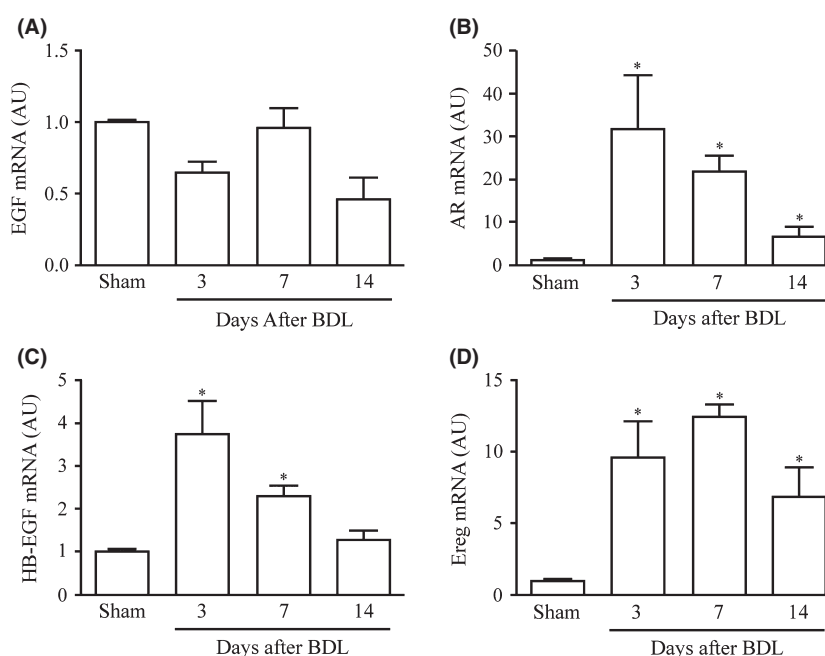 (A)
EGF mRNA (AU)
1.5
1.0
0.5
0.0
Sham 3 7 14
Days After BDL
(B)
AR mRNA (AU)
50
40
30
20
10
0
* * *
Sham 3 7 14
Days after BDL
(C)
HB-EGF mRNA (AU)
5
4
3
2
1
0
* *
Sham 3 7 14
Days after BDL
(D)
Ereg mRNA (AU)
15
10
5
0
* * *
Sham 3 7 14
Days after BDL